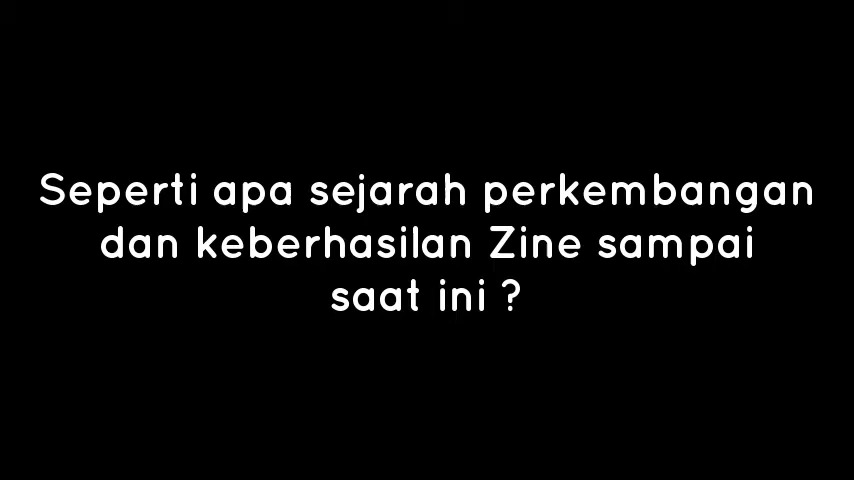 Seperti apa sejarah perkembangan
dan keberhasilan Zine sampai
saat ini ?